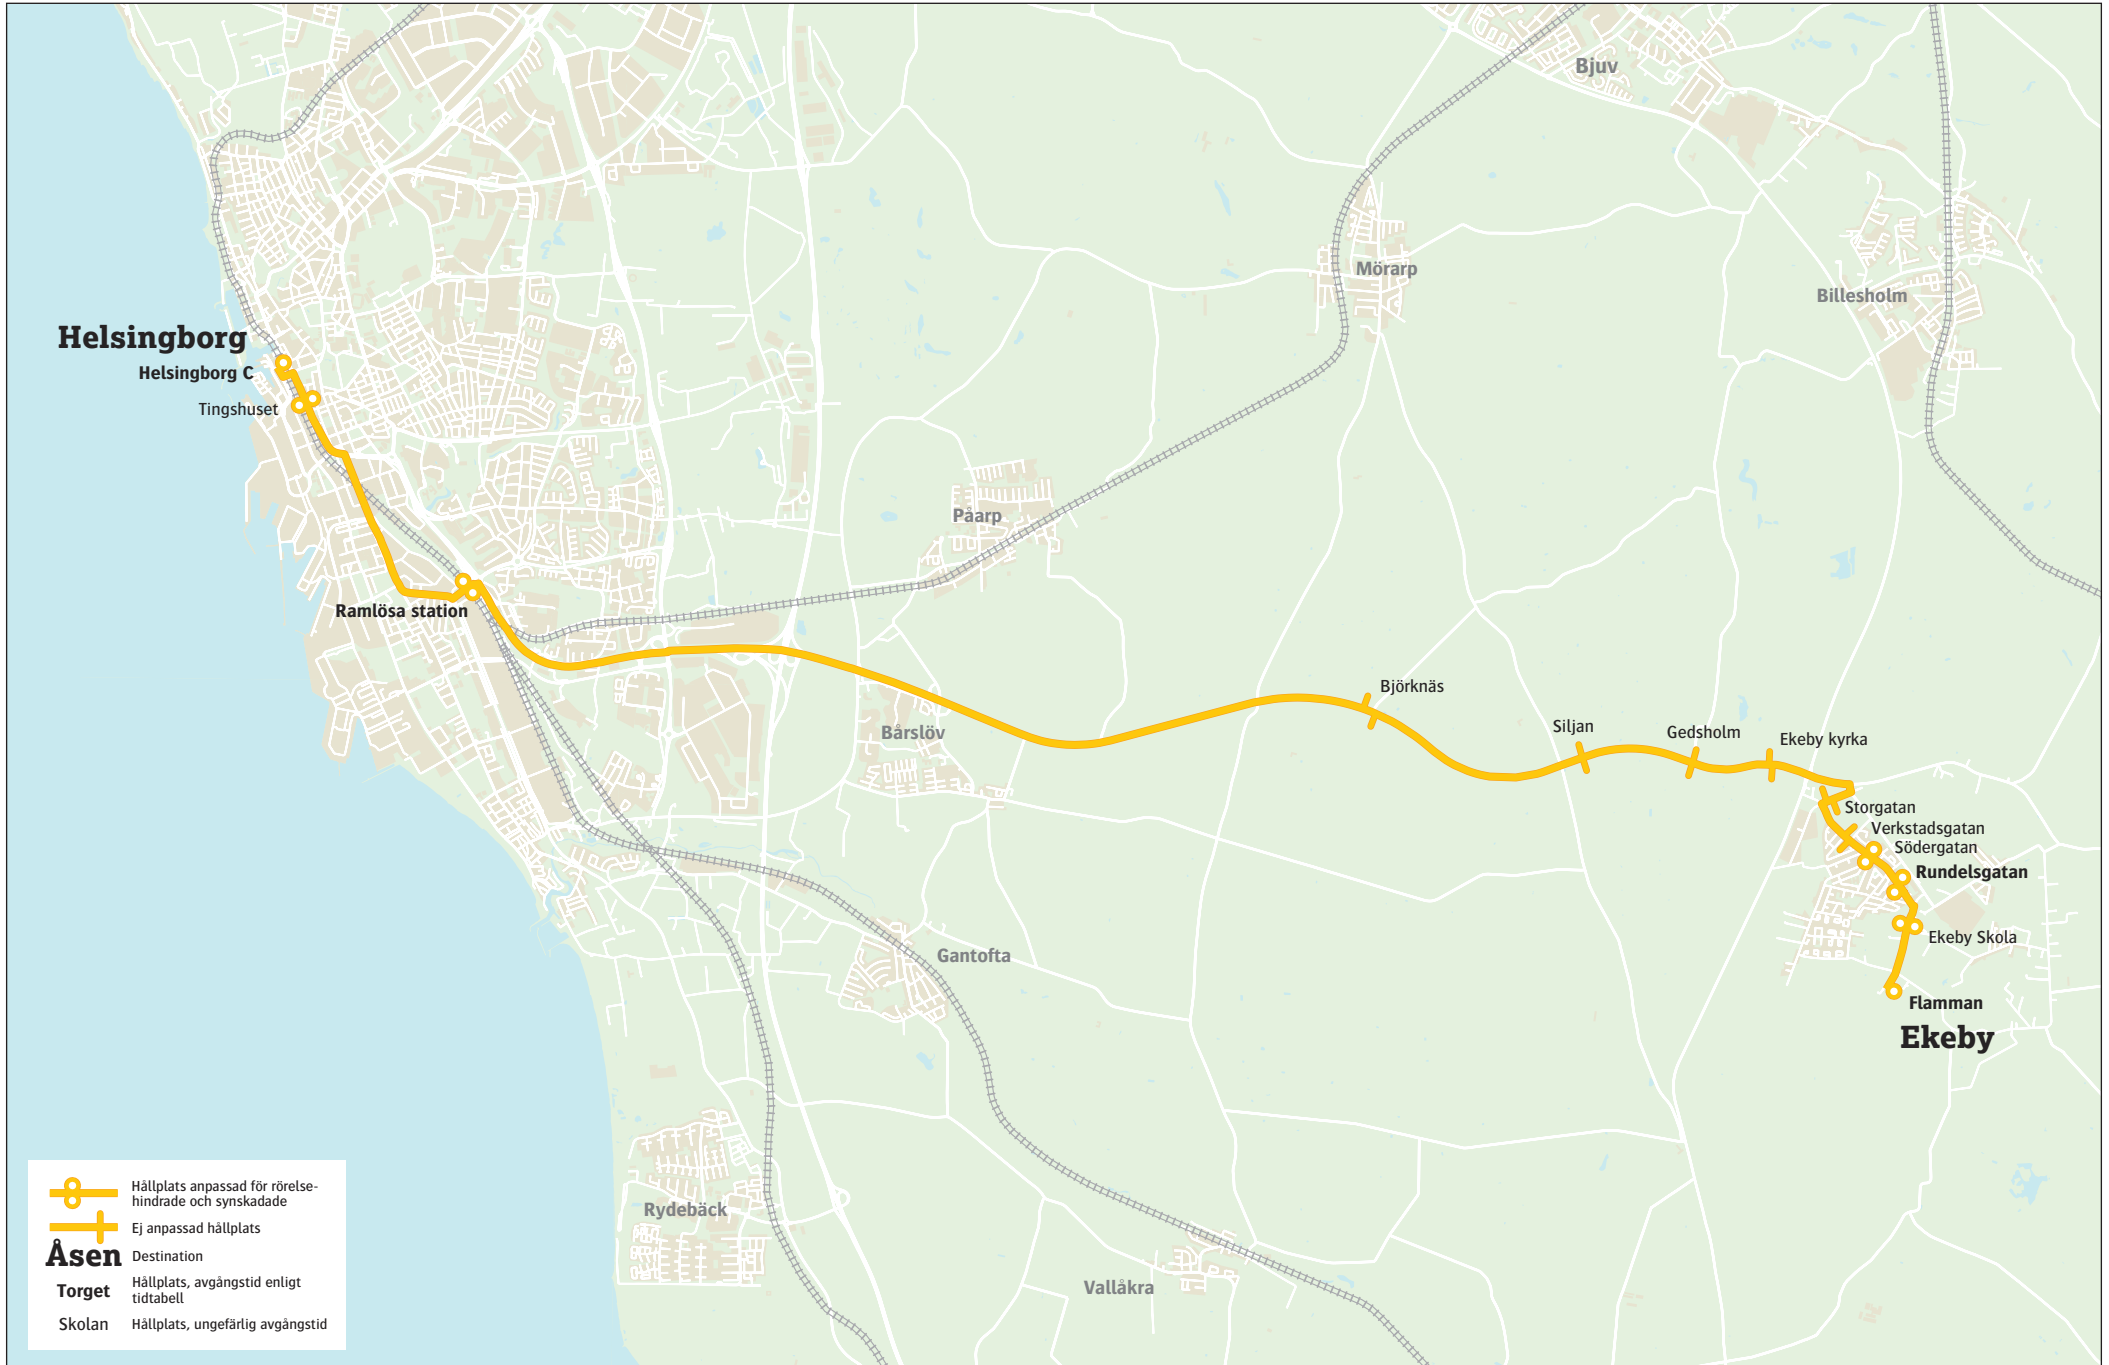 Bjuv
Mörarp
Billesholm
Helsingborg
Helsingborg C
Tingshuset
Påarp
Ramlösa station
Björknäs
Siljan
Gedsholm
Ekeby kyrka
Bårslöv
Storgatan
Verkstadsgatan
Södergatan
Rundelsgatan
Ekeby Skola
Gantofta
Flamman
Ekeby
Rydebäck
Vallåkra
Hållplats anpassad för rörelse-
hindrade och synskadade
Ej anpassad hållplats
Åsen Destination
Torget Hållplats, avgångstid enligt
tidtabell
Skolan Hållplats, ungefärlig avgångstid